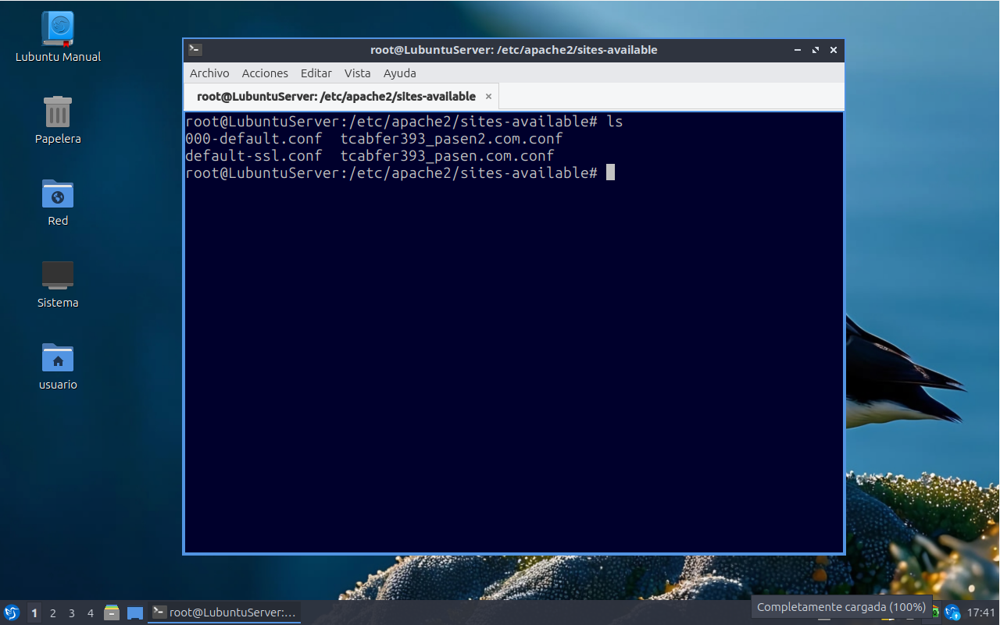 Lubuntu Manual
Papelera
Red
Sistema
usuario
root@LubuntuServer: /etc/apache2/sites-available
Archivo Acciones Editar Vista Ayuda
root@LubuntuServer: /etc/apache2/sites-available ×
root@LubuntuServer:/etc/apache2/sites-available# ls
000-default.conf tcabfer393_pasen2.com.conf
default-ssl.conf tcabfer393_pasen.com.conf
root@LubuntuServer:/etc/apache2/sites-available#
1 2 3 4 root@LubuntuServer:... 17:41
Completamente cargada (100%)